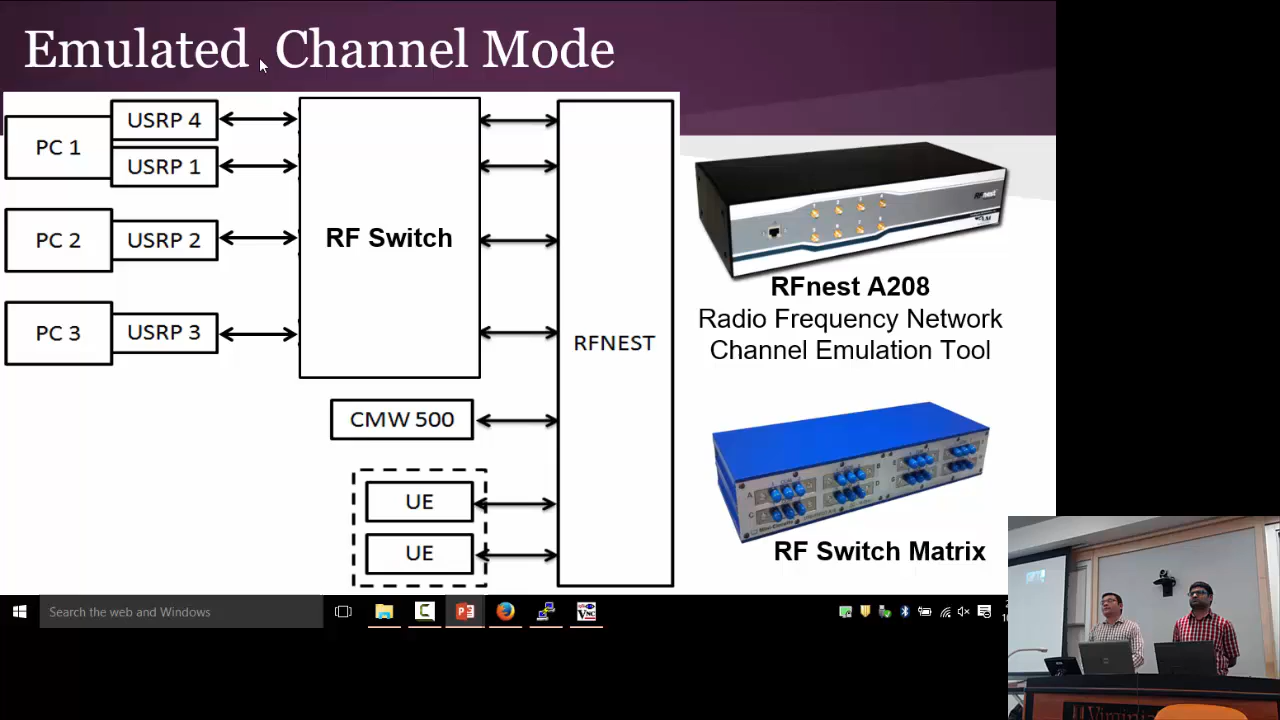 Emulated Channel Mode
PC 1
USRP 4
USRP 1
PC 2
USRP 2
PC 3
USRP 3
RF Switch
RFNEST
CMW 500
UE
UE
RFnest A208
Radio Frequency Network
Channel Emulation Tool
RF Switch Matrix
Search the web and Windows